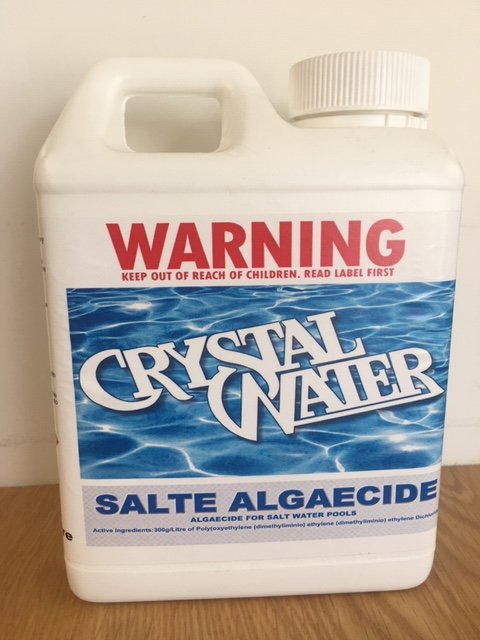 WARNING
KEEP OUT OF REACH OF CHILDREN. READ LABEL FIRST
CRYSTAL
WATER
SALTE ALGAECIDE
ALGAECIDE FOR SALT WATER POOLS
Active Ingredients:300g/Litre of Poly(oxyethylene (dimethyliminio) ethylene (dimethyliminio) ethylene